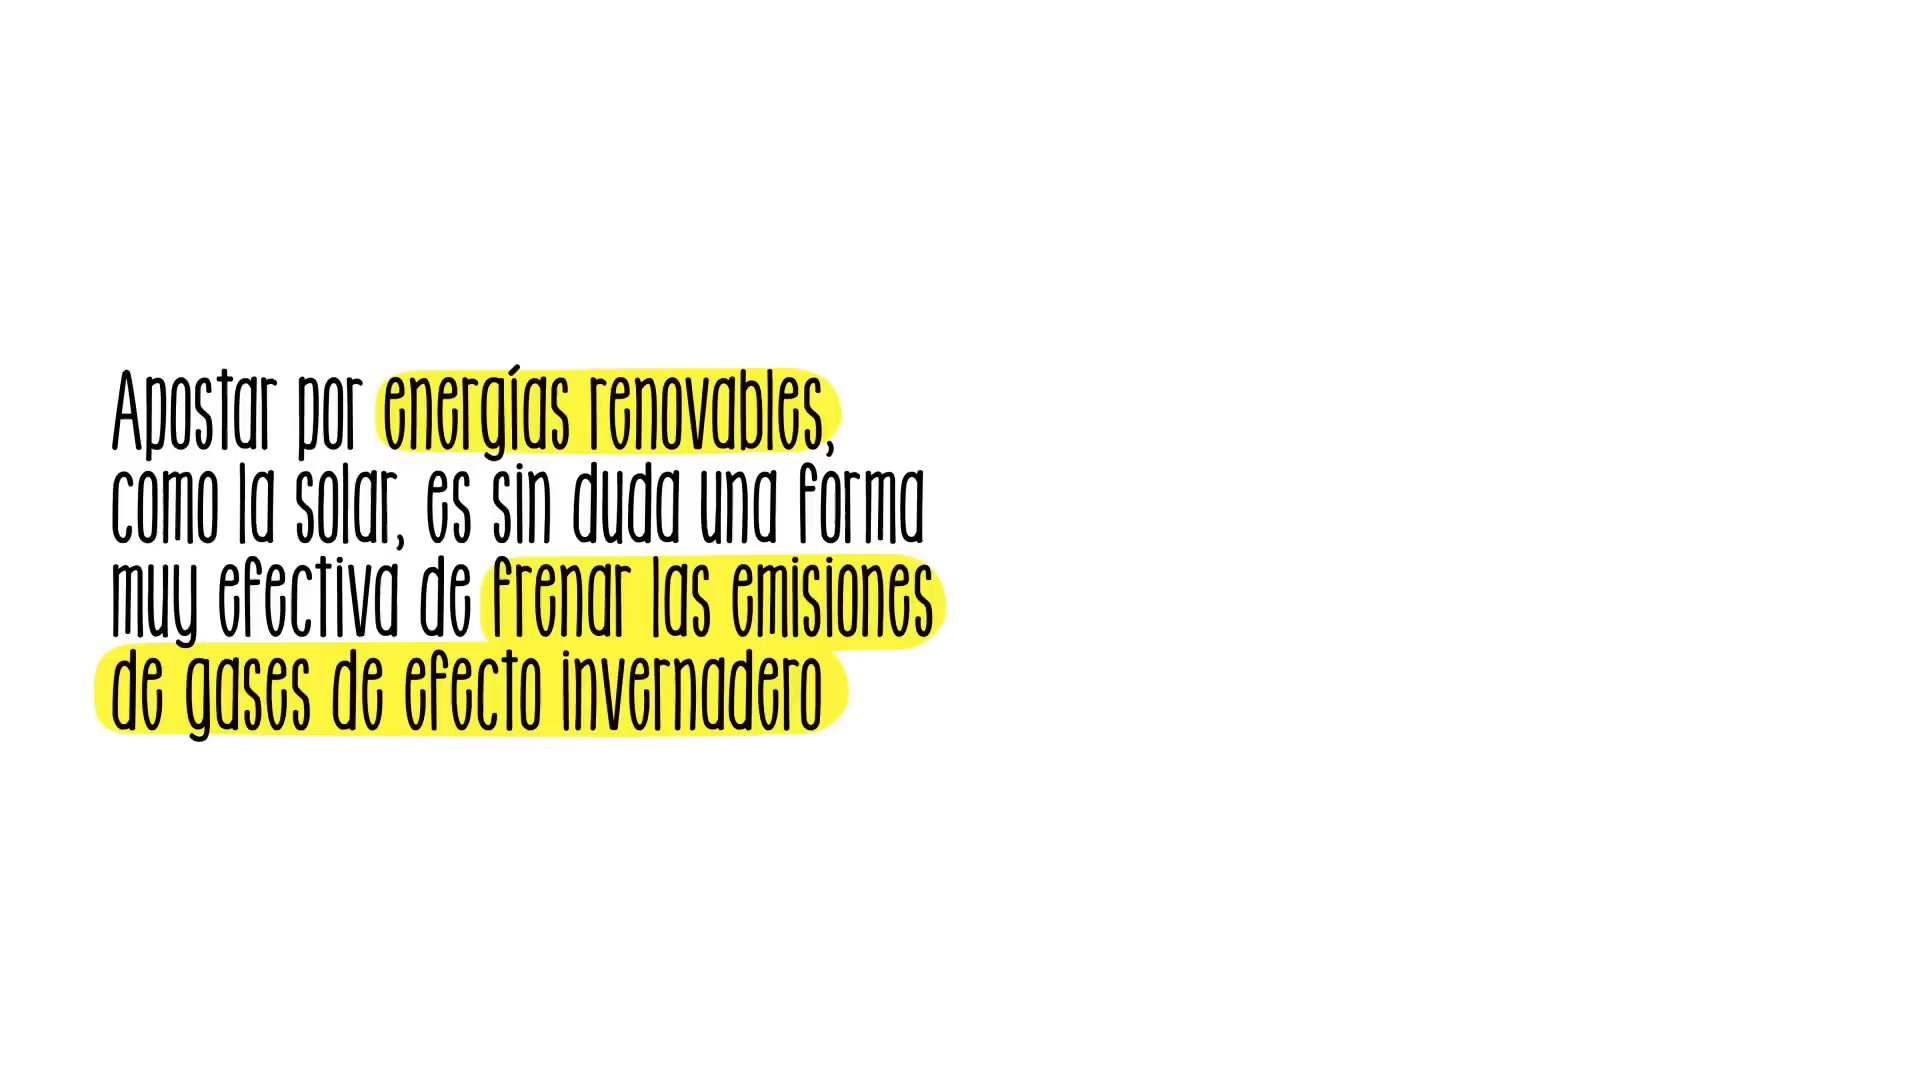 Apostar por energías renovables,
como la solar, es sin duda una forma
muy efectiva de frenar las emisiones
de gases de efecto invernadero